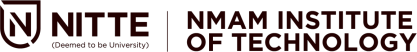 NITTE
(Deemed to be University)
NMAM INSTITUTE
OF TECHNOLOGY